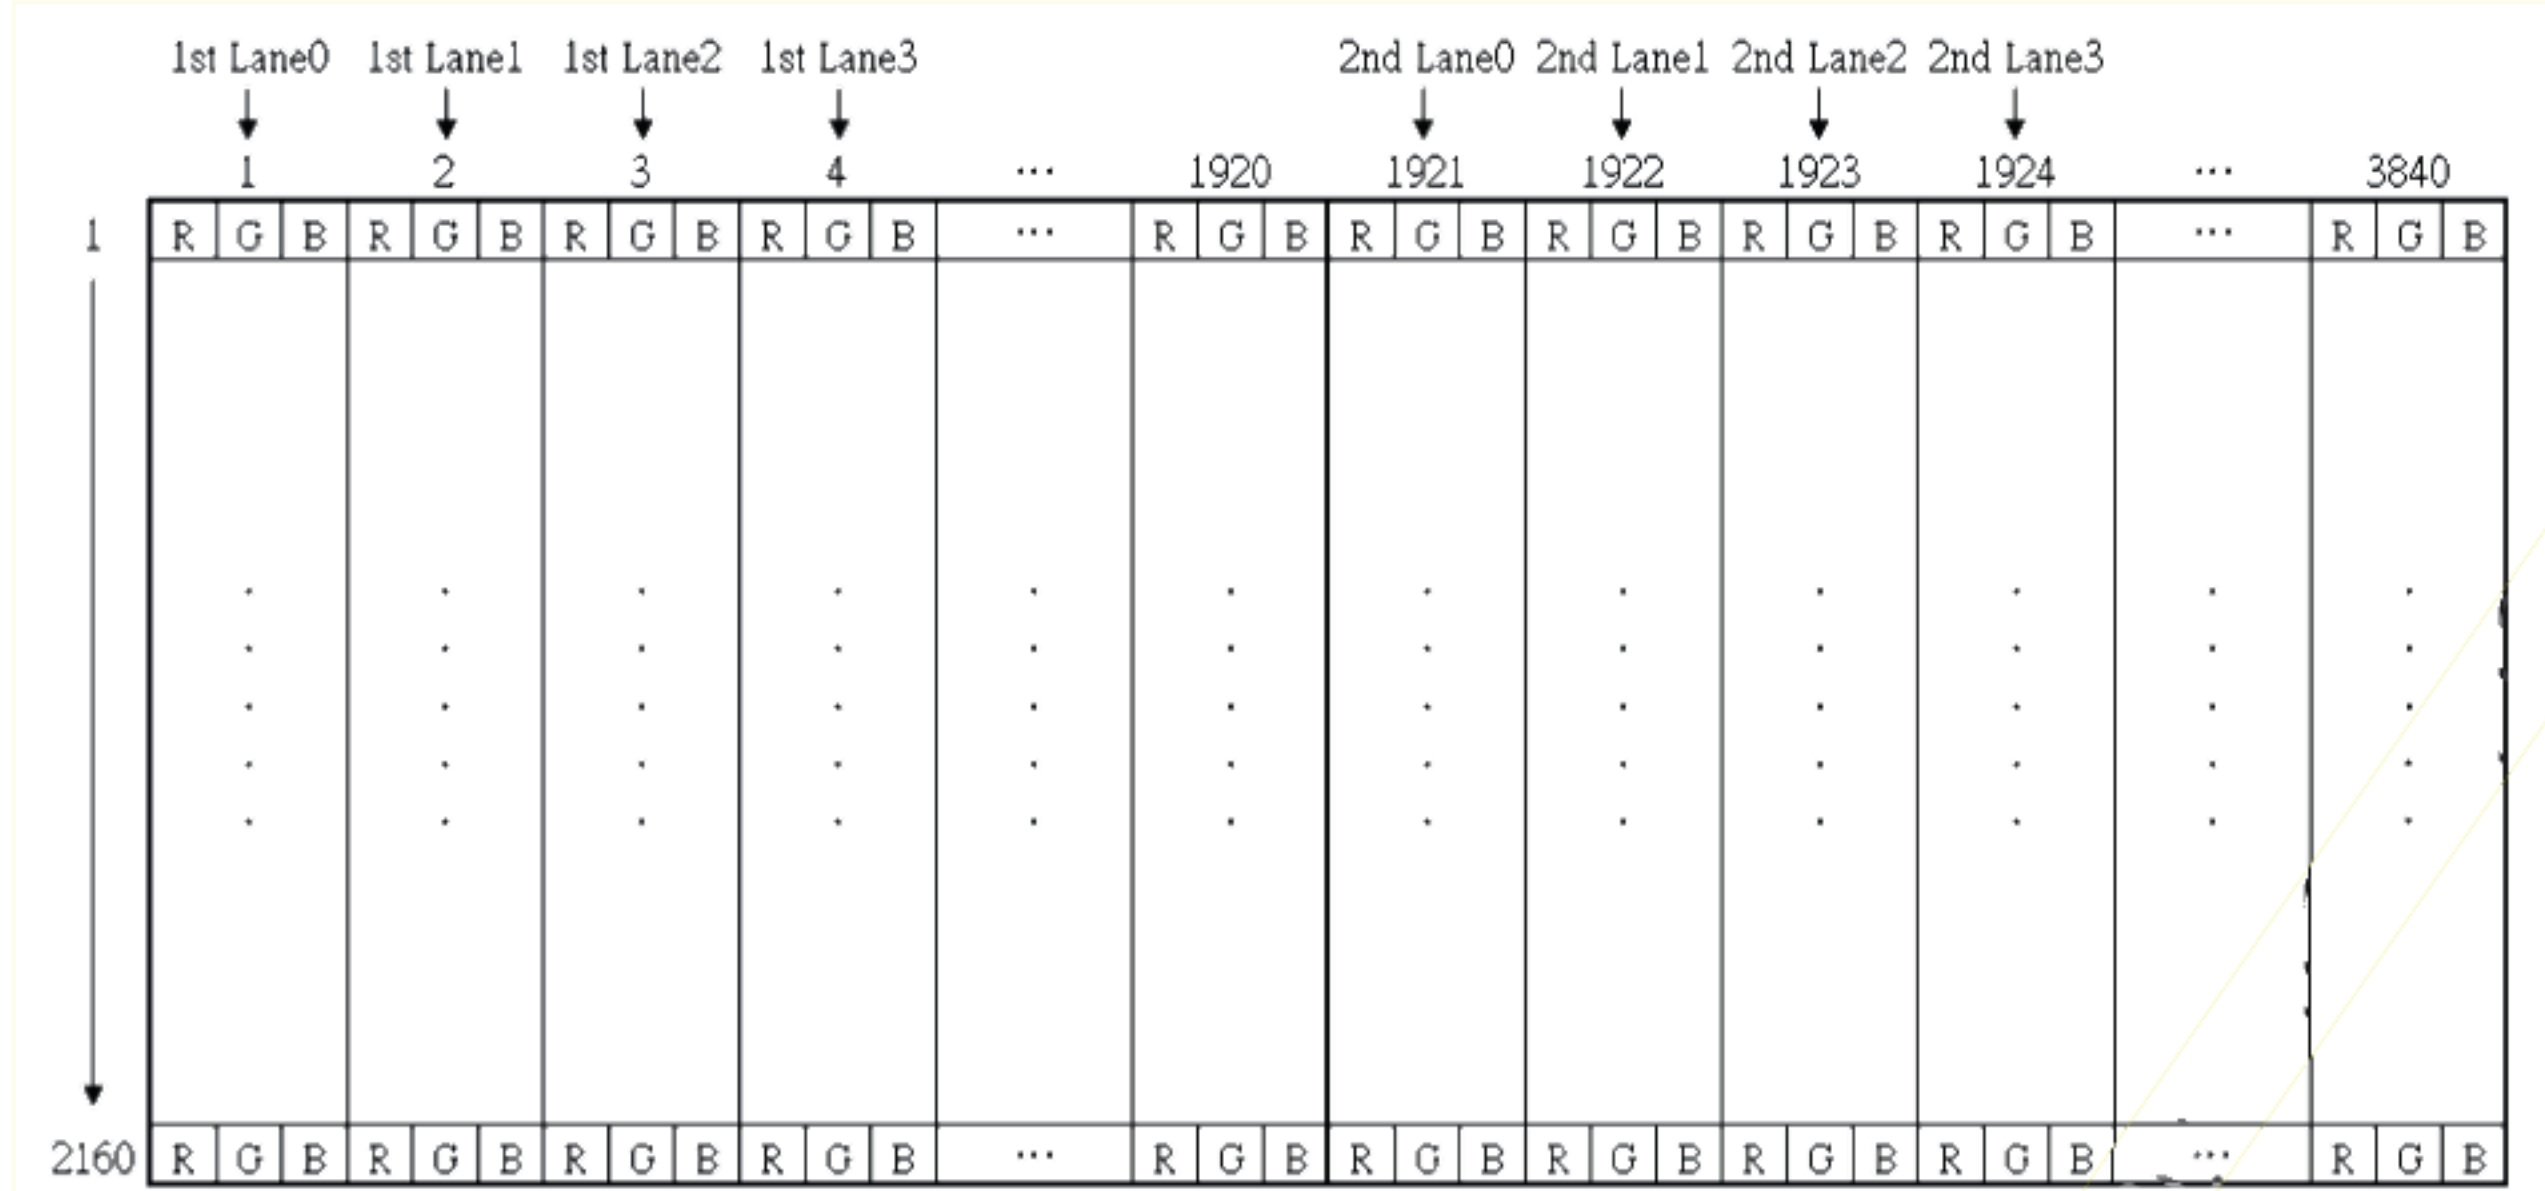 1st Lane0 1st Lane1 1st Lane2 1st Lane3 2nd Lane0 2nd Lane1 2nd Lane2 2nd Lane3
1 2 3 4 ... 1920 1921 1922 1923 1924 ... 3840
1 R G B R G B R G B R G B ... R G B R G B R G B R G B R G B ... R G B
2160 R G B R G B R G B R G B ... R G B R G B R G B R G B R G B ... R G B